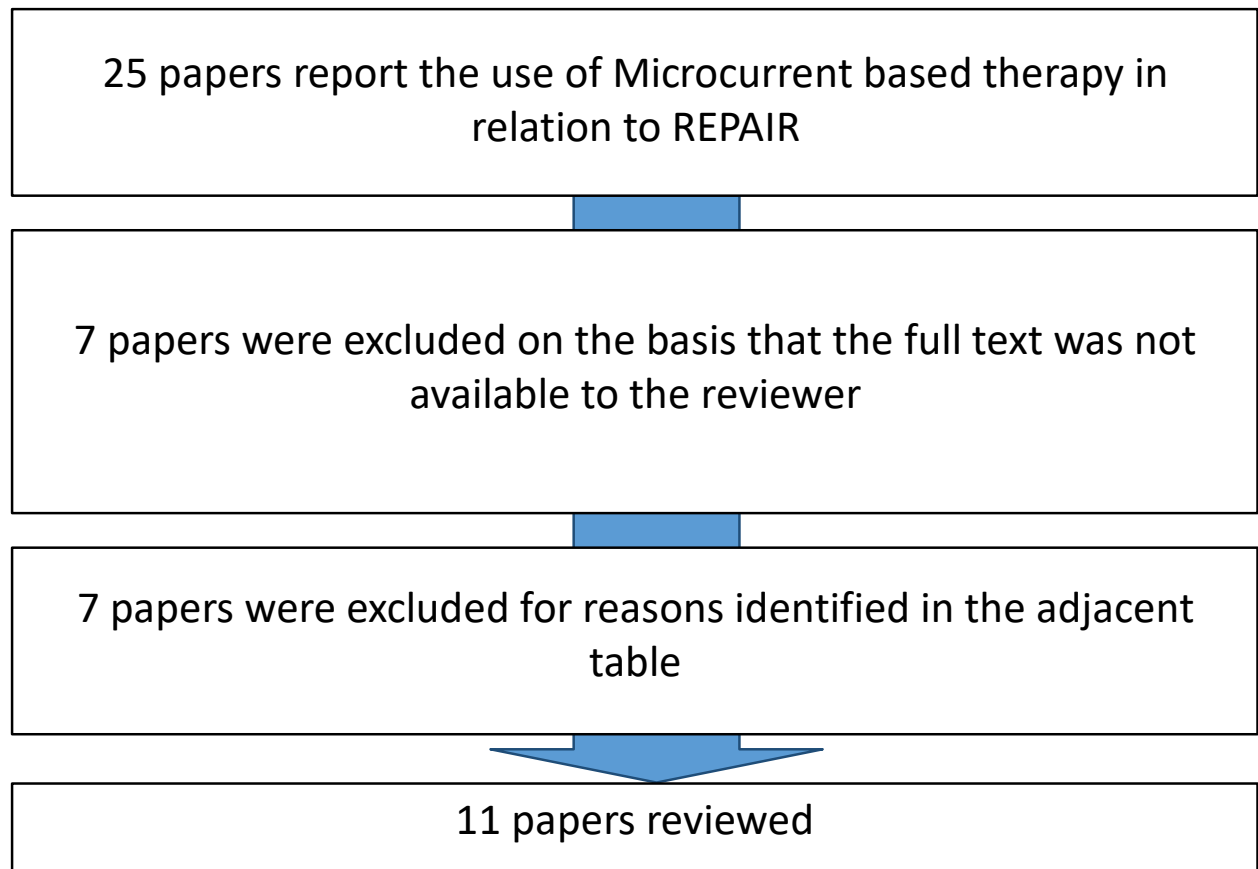 25 papers report the use of Microcurrent based therapy in
relation to REPAIR
7 papers were excluded on the basis that the full text was not
available to the reviewer
7 papers were excluded for reasons identified in the adjacent
table
11 papers reviewed